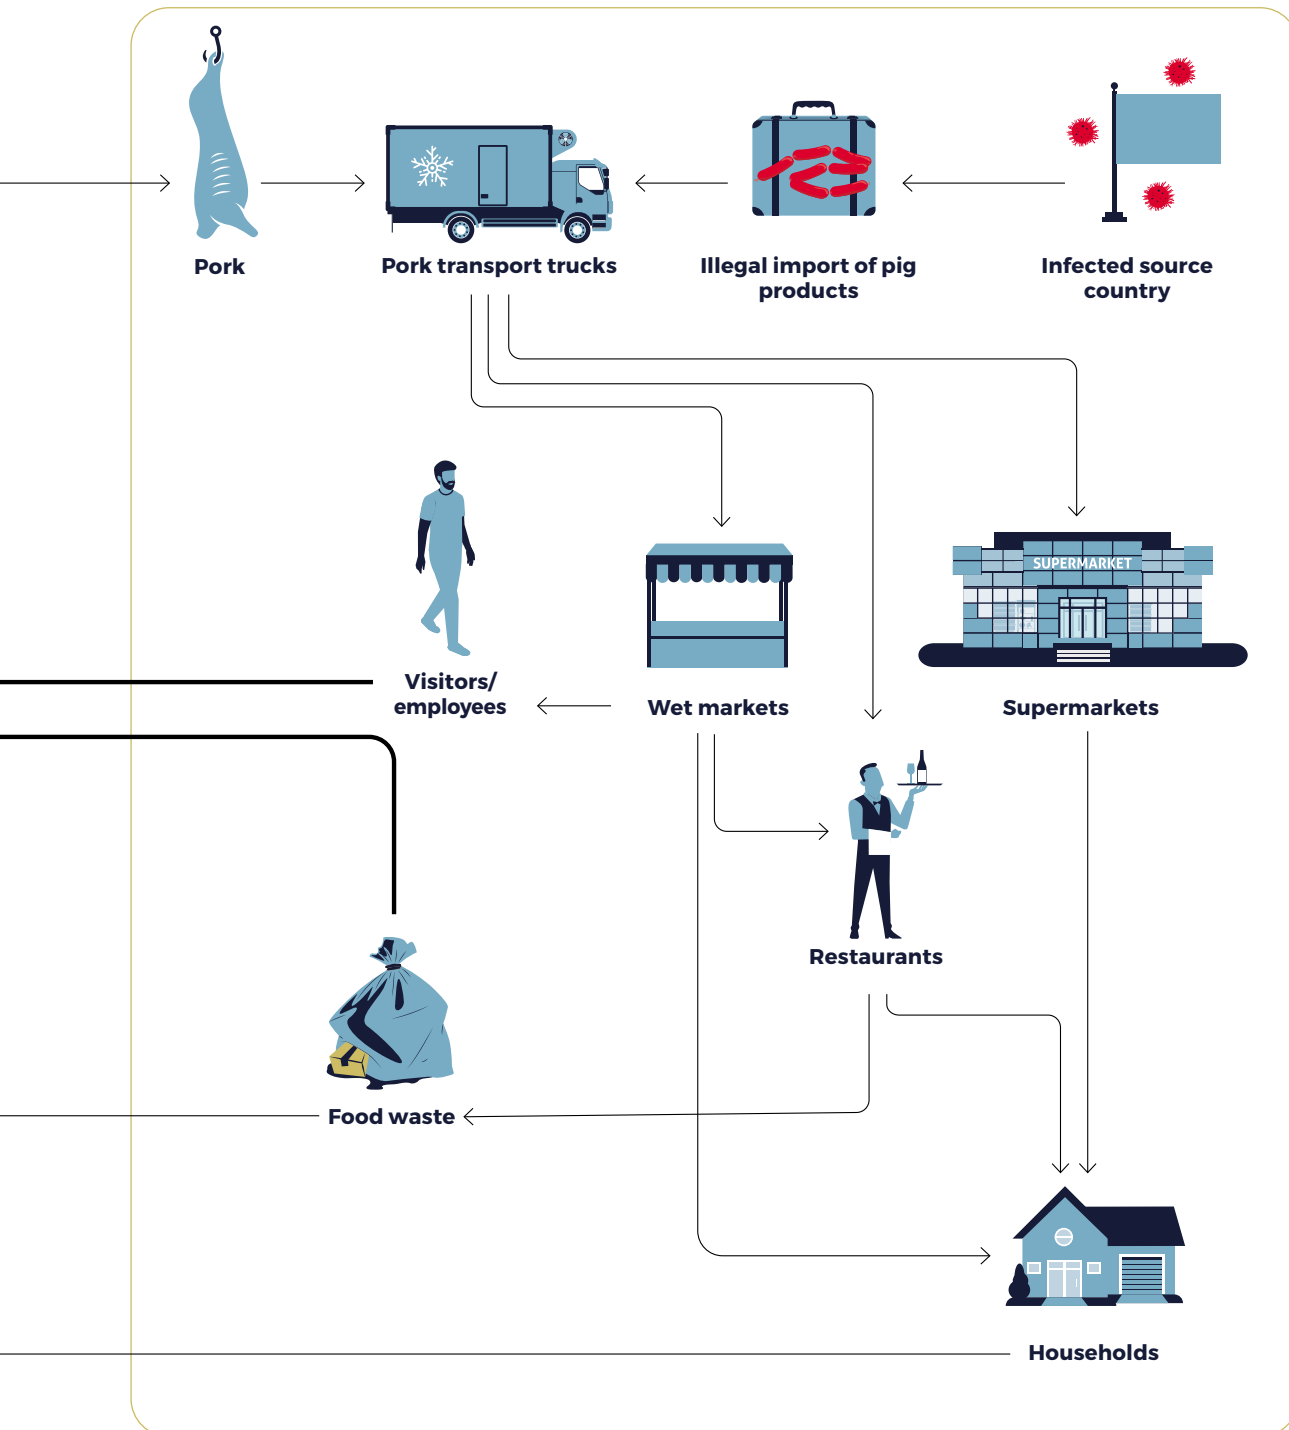 Pork
Pork transport trucks
Illegal import of pig
products
Infected source
country
SUPERMARKET
Visitors/
employees
Wet markets
Supermarkets
Restaurants
Food waste
Households